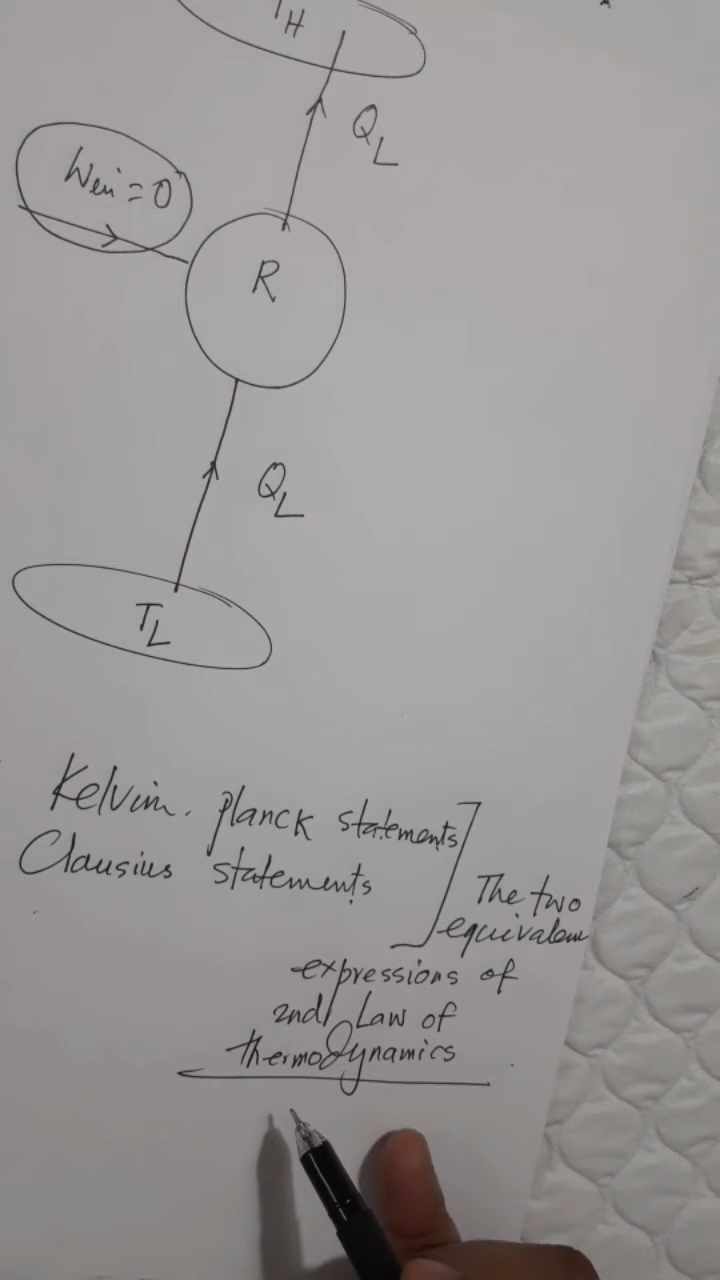 T_H
Q_L
W_in = 0
R
Q_L
T_L
Kelvin. planck statements
Clausius statements
The two
equivalent
expressions of
2nd Law of
thermodynamics